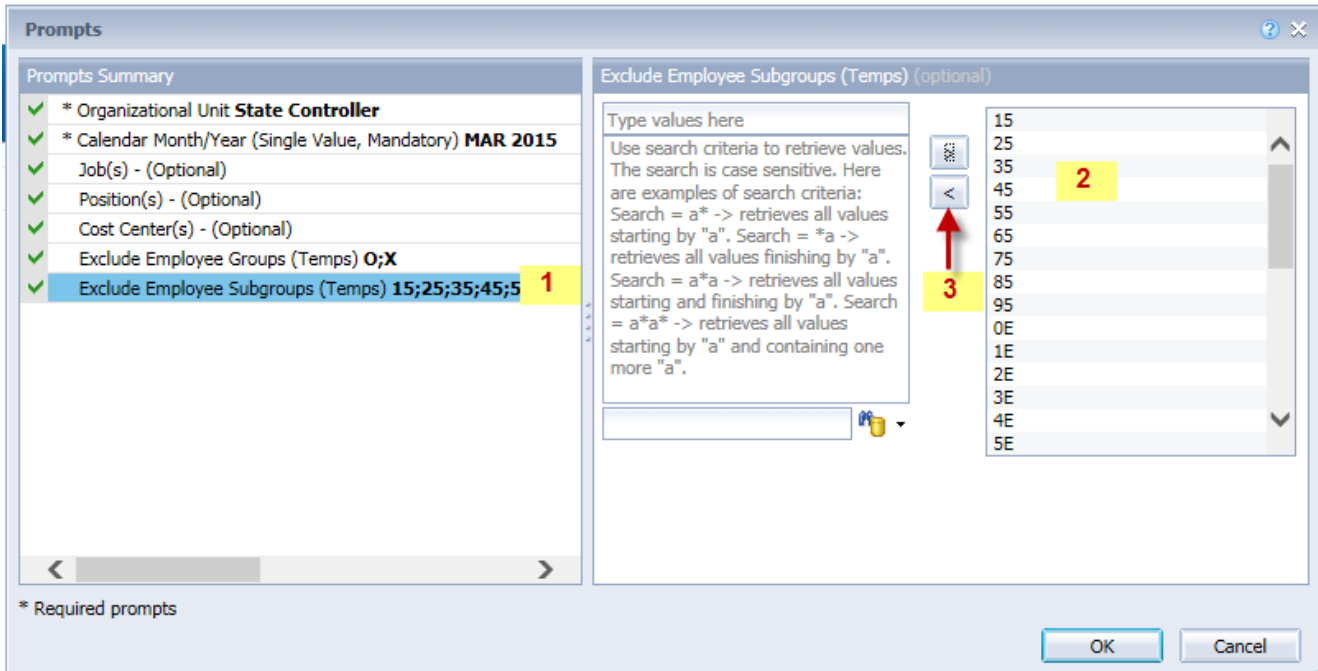 Prompts
Prompts Summary
* Organizational Unit State Controller
* Calendar Month/Year (Single Value, Mandatory) MAR 2015
Job(s) - (Optional)
Position(s) - (Optional)
Cost Center(s) - (Optional)
Exclude Employee Groups (Temps) O;X
Exclude Employee Subgroups (Temps) 15;25;35;45;5
1
Exclude Employee Subgroups (Temps) (optional)
Type values here
Use search criteria to retrieve values.
The search is case sensitive. Here
are examples of search criteria:
Search = a* -> retrieves all values
starting by "a". Search = *a ->
retrieves all values finishing by "a".
Search = a*a -> retrieves all values
starting and finishing by "a". Search
= a*a* -> retrieves all values
starting by "a" and containing one
more "a".
<
3
15
25
35
45
55
65
75
85
95
0E
1E
2E
3E
4E
5E
2
* Required prompts
OK
Cancel